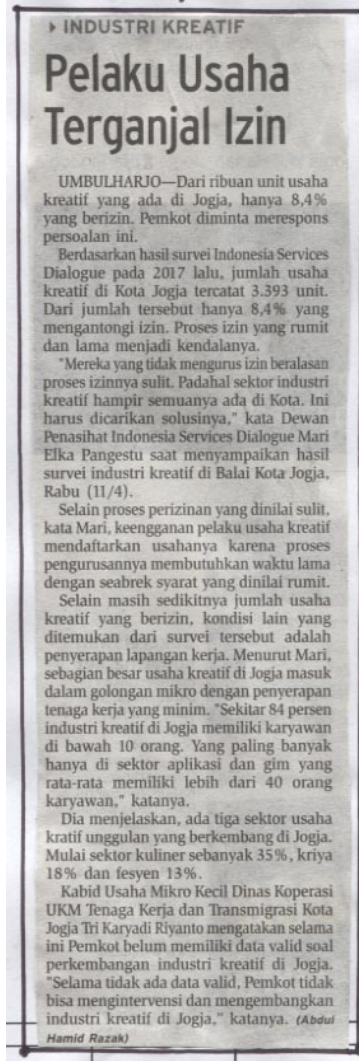 ▸ INDUSTRI KREATIF
Pelaku Usaha
Terganjal Izin
UMBULHARJO—Dari ribuan unit usaha
kreatif yang ada di Jogja, hanya 8,4%
yang berizin. Pemkot diminta merespons
persoalan ini.
Berdasarkan hasil survei Indonesia Services
Dialogue pada 2017 lalu, jumlah usaha
kreatif di Kota Jogja tercatat 3.393 unit.
Dari jumlah tersebut hanya 8,4% yang
mengantongi izin. Proses izin yang rumit
dan lama menjadi kendalanya.
"Mereka yang tidak mengurus izin beralasan
proses izinnya sulit. Padahal sektor industri
kreatif hampir semuanya ada di Kota. Ini
harus dicarikan solusinya," kata Dewan
Penasihat Indonesia Services Dialogue Mari
Elka Pangestu saat menyampaikan hasil
survei industri kreatif di Balai Kota Jogja,
Rabu (11/4).
Selain proses perizinan yang dinilai sulit,
kata Mari, keengganan pelaku usaha kreatif
mendaftarkan usahanya karena proses
pengurusannya membutuhkan waktu lama
dengan seabrek syarat yang dinilai rumit.
Selain masih sedikitnya jumlah usaha
kreatif yang berizin, kondisi lain yang
ditemukan dari survei tersebut adalah
penyerapan lapangan kerja. Menurut Mari,
sebagian besar usaha kreatif di Jogja masuk
dalam golongan mikro dengan penyerapan
tenaga kerja yang minim. "Sekitar 84 persen
industri kreatif di Jogja memiliki karyawan
di bawah 10 orang. Yang paling banyak
hanya di sektor aplikasi dan gim yang
rata-rata memiliki lebih dari 40 orang
karyawan," katanya.
Dia menjelaskan, ada tiga sektor usaha
kratif unggulan yang berkembang di Jogja.
Mulai sektor kuliner sebanyak 35%, kriya
18% dan fesyen 13%.
Kabid Usaha Mikro Kecil Dinas Koperasi
UKM Tenaga Kerja dan Transmigrasi Kota
Jogja Tri Karyadi Riyanto mengatakan selama
ini Pemkot belum memiliki data valid soal
perkembangan industri kreatif di Jogja.
"Selama tidak ada data valid, Pemkot tidak
bisa mengintervensi dan mengembangkan
industri kreatif di Jogja," katanya. (Abdul
Hamid Razak)